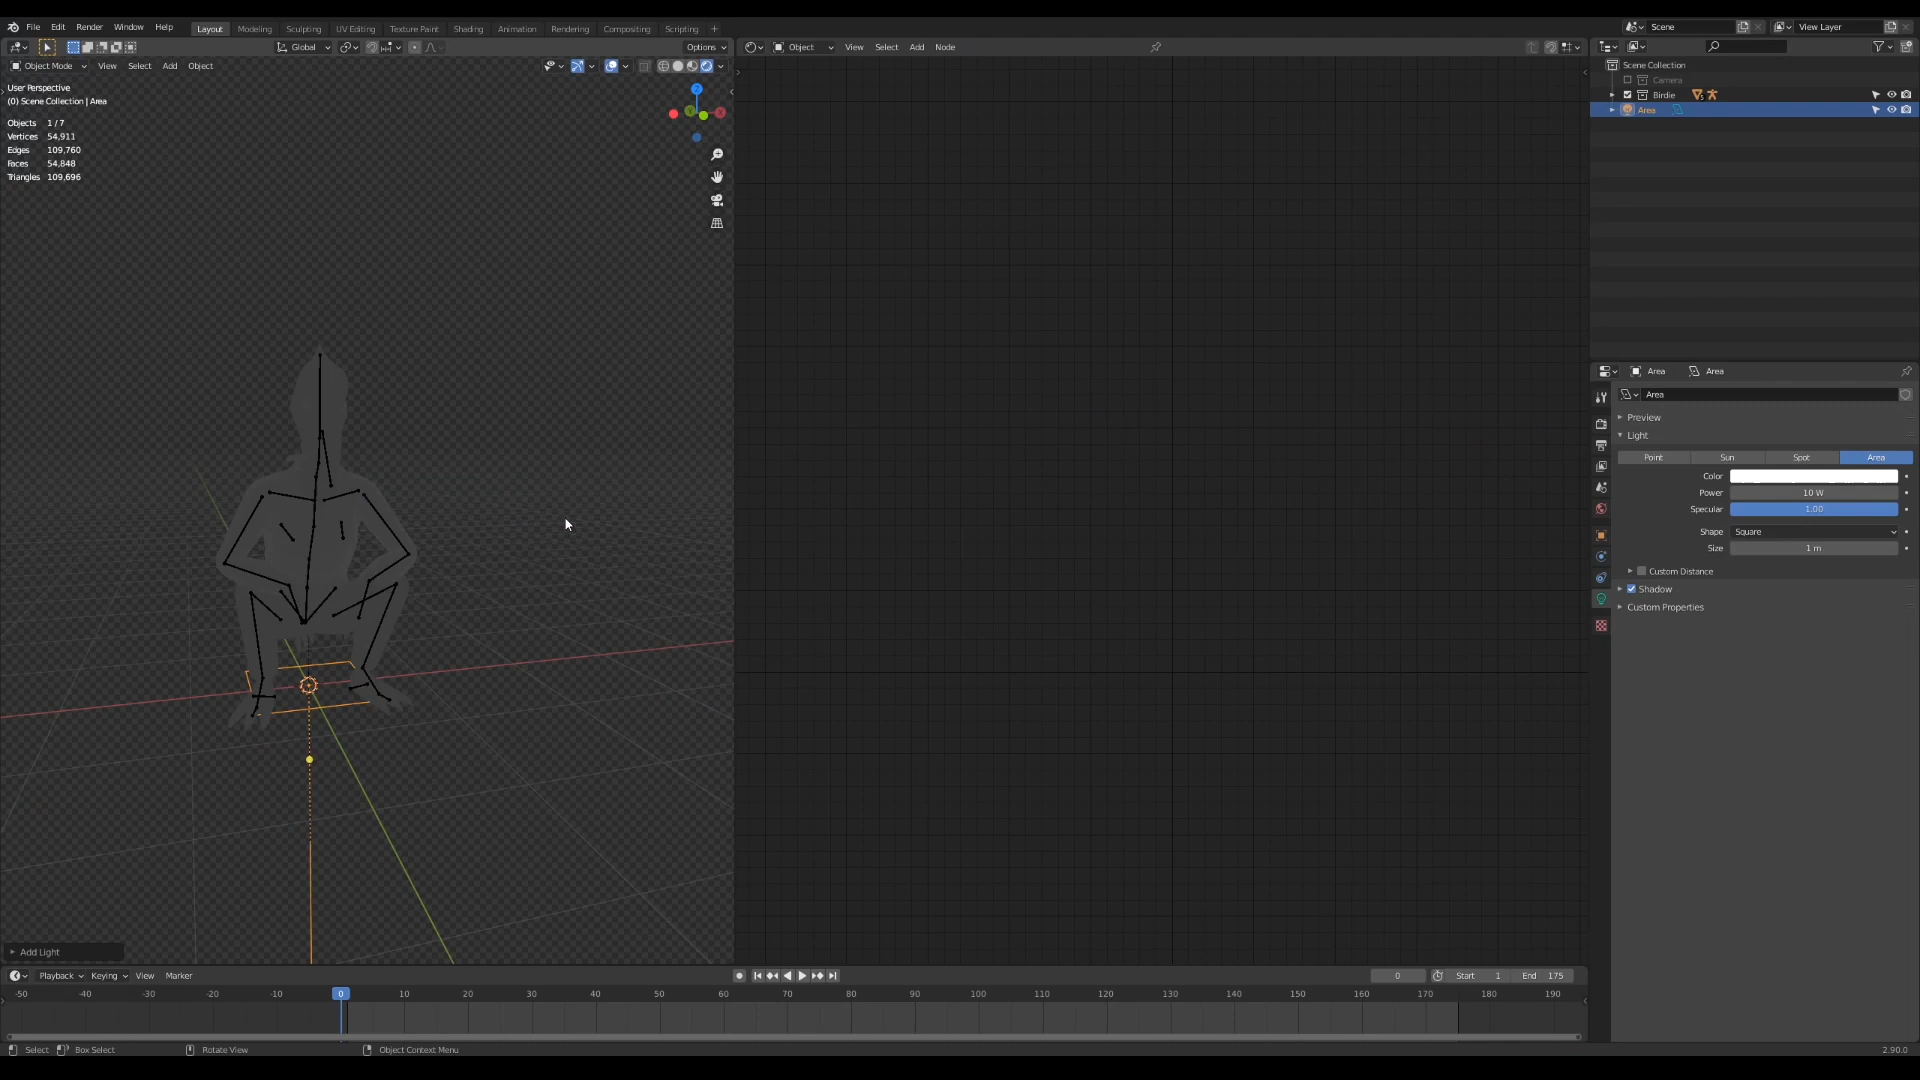 File Edit Render Window Help Layout Modeling Sculpting UV Editing Texture Paint Shading Animation Rendering Compositing Scripting + Scene View Layer
Global Options Object View Select Add Node
Object Mode View Select Add Object
User Perspective
(0) Scene Collection | Area
Objects 1 / 7
Vertices 54,911
Edges 109,760
Faces 54,848
Triangles 109,696
Z
Add Light
Scene Collection
Camera
Birdie 5
Area
Area Area
Area
Preview
Light
Point Sun Spot Area
Color
Power 10 W
Specular 1.00
Shape Square
Size 1 m
Custom Distance
Shadow
Custom Properties
Playback Keying View Marker 0 Start 1 End 175
-50 -40 -30 -20 -10 0 10 20 30 40 50 60 70 80 90 100 110 120 130 140 150 160 170 180 190
Select Box Select Rotate View Object Context Menu 2.90.0